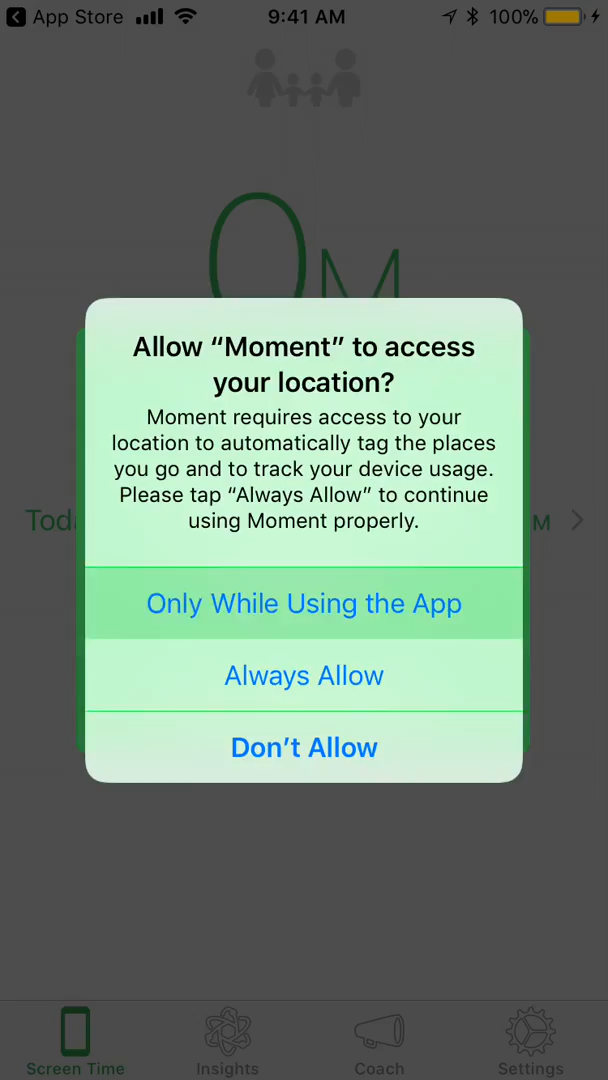 App Store 9:41 AM 100%
0M
Allow “Moment” to access
your location?
Moment requires access to your
location to automatically tag the places
you go and to track your device usage.
Please tap “Always Allow” to continue
using Moment properly.
Toda M
Only While Using the App
Always Allow
Don’t Allow
Screen Time Insights Coach Settings